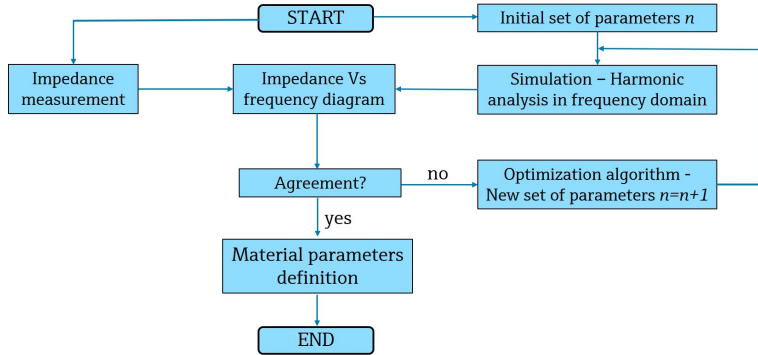 START
Initial set of parameters n
Impedance
measurement
Impedance Vs
frequency diagram
Simulation – Harmonic
analysis in frequency domain
Agreement?
no
Optimization algorithm -
New set of parameters n=n+1
yes
Material parameters
definition
END